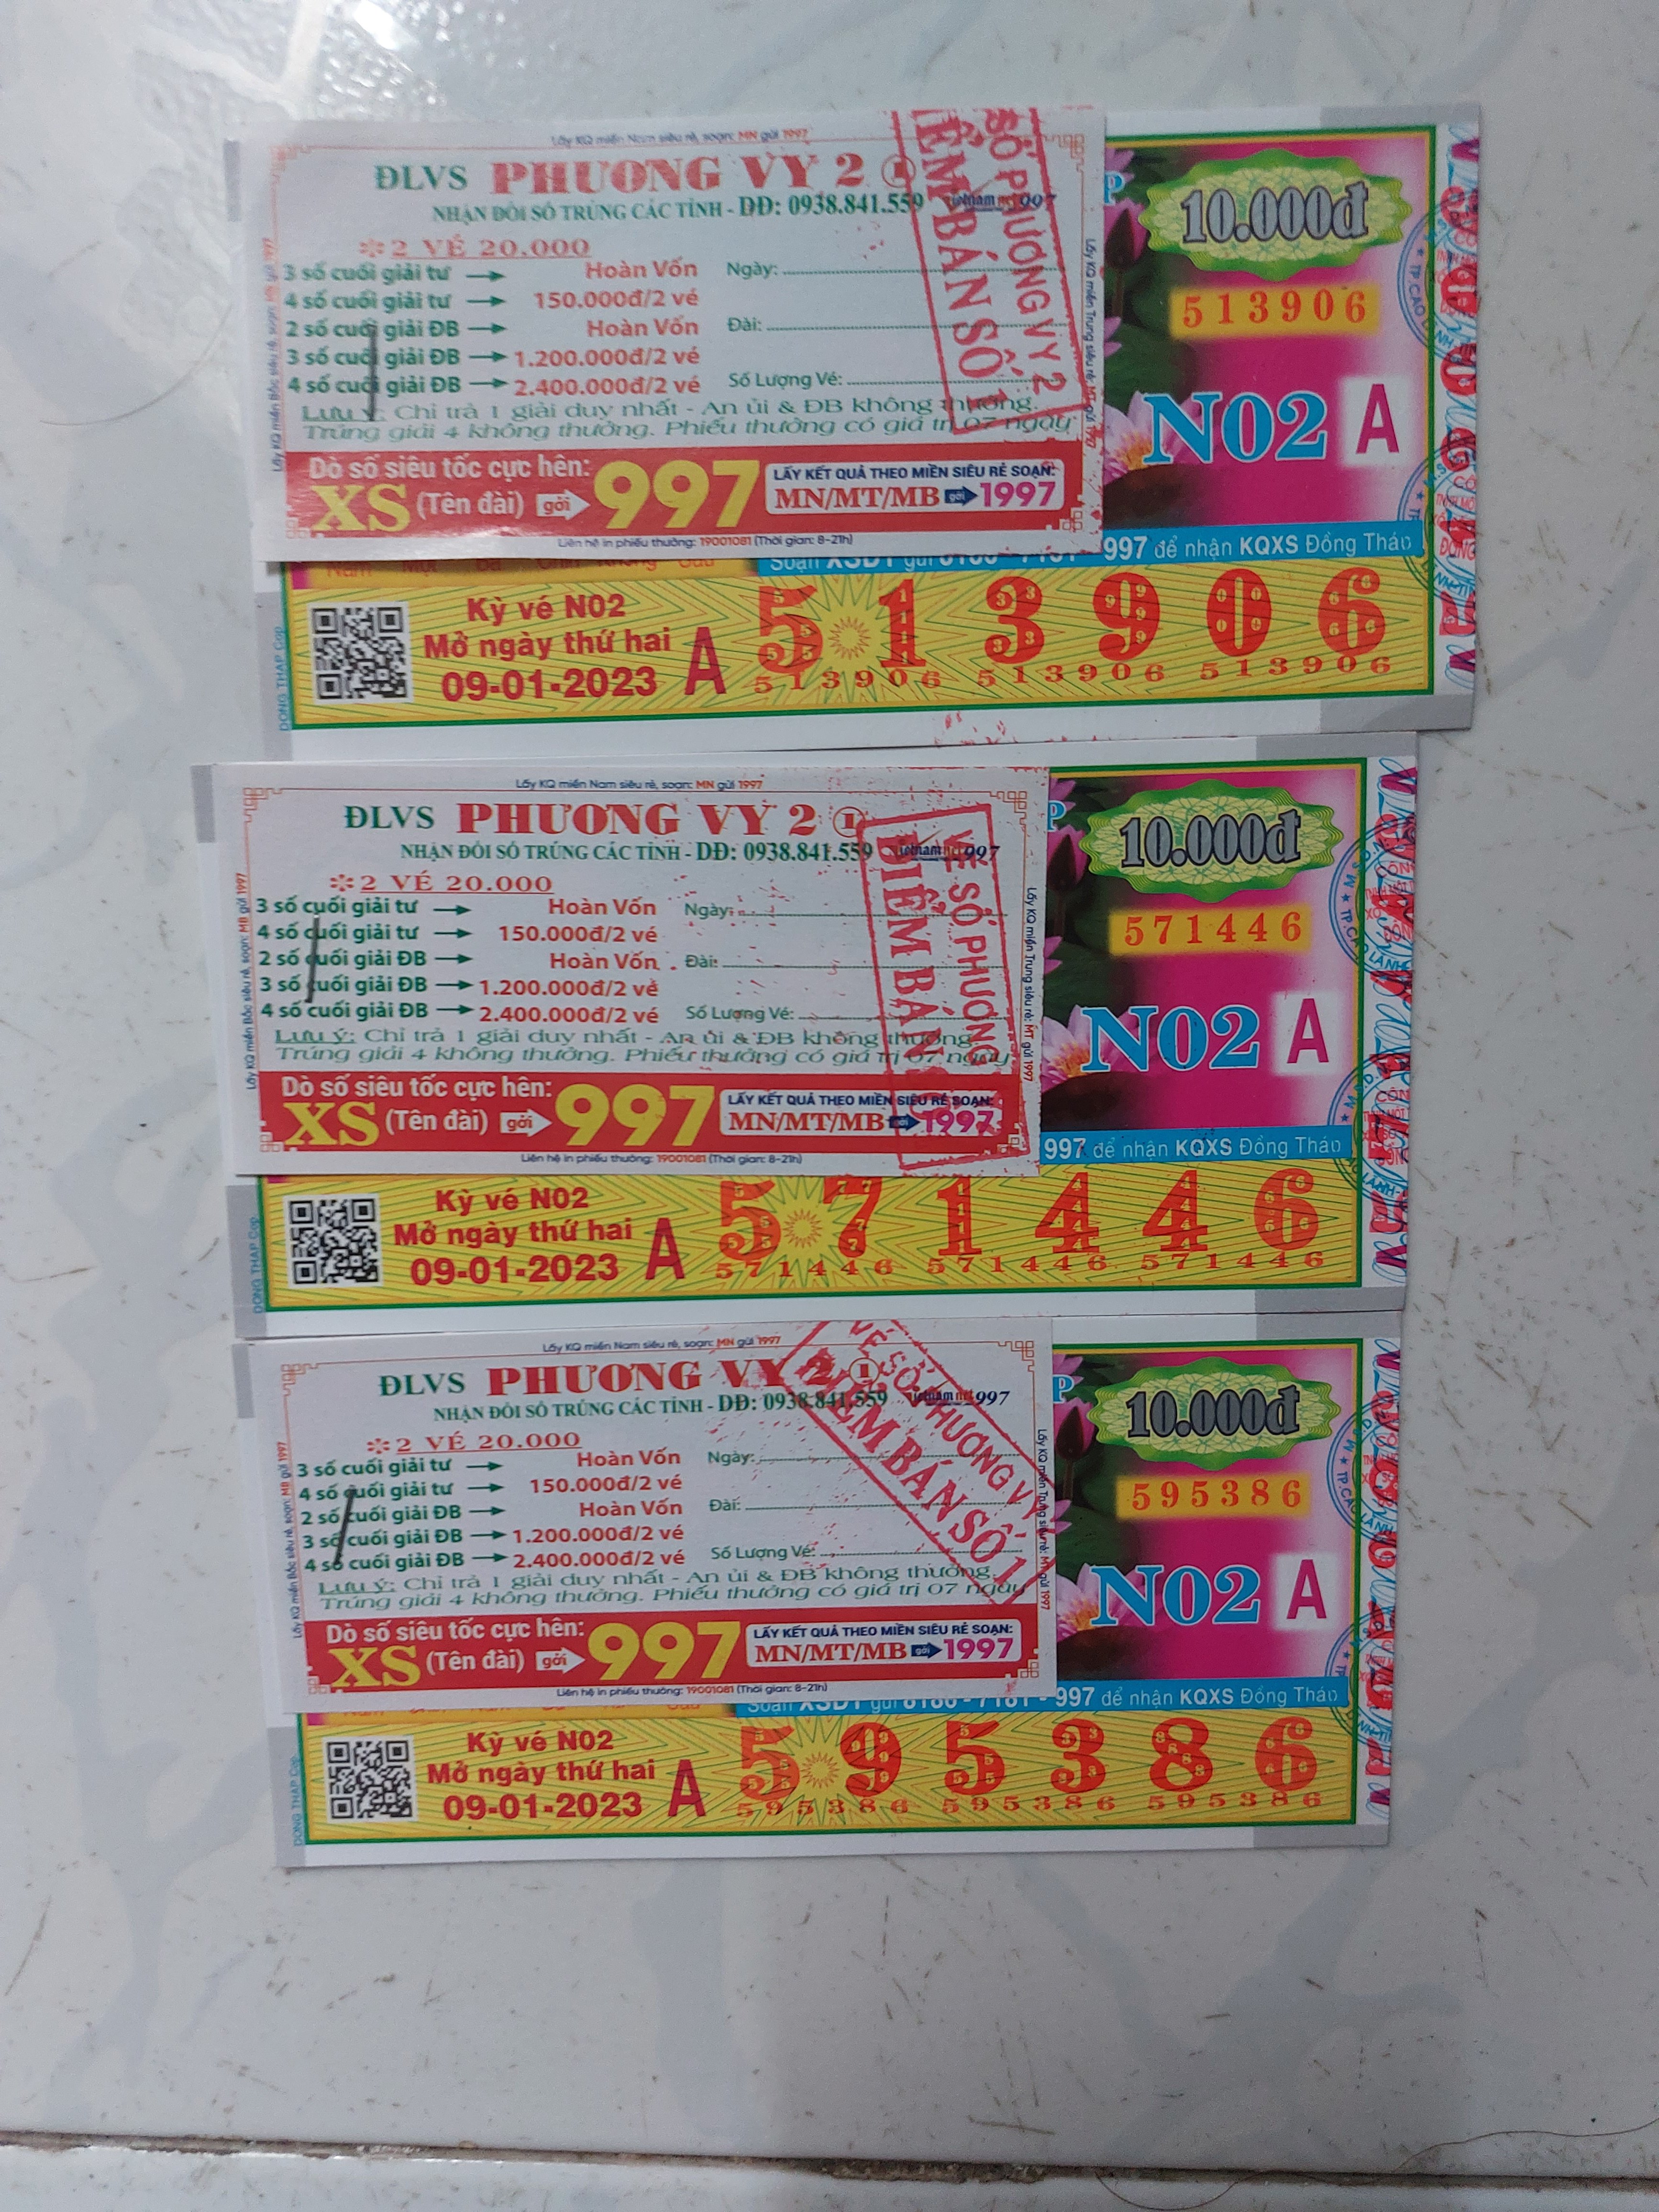 Lấy KQ miền Nam siêu rẻ, soạn: MN gửi 1997
ĐLVS PHƯƠNG VY 2 1
NHẬN ĐỔI SỐ TRÚNG CÁC TỈNH - DĐ: 0938.841.559
2 VÉ 20.000
3 số cuối giải tư Hoàn Vốn Ngày:
4 số cuối giải tư 150.000đ/2 vé
2 số cuối giải ĐB Hoàn Vốn Đài:
3 số cuối giải ĐB 1.200.000đ/2 vé
4 số cuối giải ĐB 2.400.000đ/2 vé Số Lượng Vé:
Lưu ý: Chỉ trả 1 giải duy nhất - An ủi & ĐB không thưởng.
Trúng giải 4 không thưởng. Phiếu thưởng có giá trị 07 ngày
Dò số siêu tốc cực hên:
XS (Tên đài) gởi 997
LẤY KẾT QUẢ THEO MIỀN SIÊU RẺ SOẠN:
MN/MT/MB gởi 1997
Liên hệ in phiếu thưởng: 19001081 (Thời gian: 8-21h)
SỐ PHƯƠNG VY 2
ĐIỂM BÁN SỐ 1
10.000đ
513906
N02 A
997 để nhận KQXS Đồng Tháp
Kỳ vé N02
Mở ngày thứ hai
09-01-2023
A 513906
513906 513906 513906
Lấy KQ miền Nam siêu rẻ, soạn: MN gửi 1997
ĐLVS PHƯƠNG VY 2 1
NHẬN ĐỔI SỐ TRÚNG CÁC TỈNH - DĐ: 0938.841.559
2 VÉ 20.000
3 số cuối giải tư Hoàn Vốn Ngày:
4 số cuối giải tư 150.000đ/2 vé
2 số cuối giải ĐB Hoàn Vốn Đài:
3 số cuối giải ĐB 1.200.000đ/2 vé
4 số cuối giải ĐB 2.400.000đ/2 vé Số Lượng Vé:
Lưu ý: Chỉ trả 1 giải duy nhất - An ủi & ĐB không thưởng.
Trúng giải 4 không thưởng. Phiếu thưởng có giá trị 07 ngày
Dò số siêu tốc cực hên:
XS (Tên đài) gởi 997
LẤY KẾT QUẢ THEO MIỀN SIÊU RẺ SOẠN:
MN/MT/MB gởi 1997
Liên hệ in phiếu thưởng: 19001081 (Thời gian: 8-21h)
VÉ SỐ PHƯƠNG
ĐIỂM BÁN
10.000đ
571446
N02 A
997 để nhận KQXS Đồng Tháp
Kỳ vé N02
Mở ngày thứ hai
09-01-2023
A 571446
571446 571446 571446
Lấy KQ miền Nam siêu rẻ, soạn: MN gửi 1997
ĐLVS PHƯƠNG VY 2 1
NHẬN ĐỔI SỐ TRÚNG CÁC TỈNH - DĐ: 0938.841.559
2 VÉ 20.000
3 số cuối giải tư Hoàn Vốn Ngày:
4 số cuối giải tư 150.000đ/2 vé
2 số cuối giải ĐB Hoàn Vốn Đài:
3 số cuối giải ĐB 1.200.000đ/2 vé
4 số cuối giải ĐB 2.400.000đ/2 vé Số Lượng Vé:
Lưu ý: Chỉ trả 1 giải duy nhất - An ủi & ĐB không thưởng.
Trúng giải 4 không thưởng. Phiếu thưởng có giá trị 07 ngày
Dò số siêu tốc cực hên:
XS (Tên đài) gởi 997
LẤY KẾT QUẢ THEO MIỀN SIÊU RẺ SOẠN:
MN/MT/MB gởi 1997
Liên hệ in phiếu thưởng: 19001081 (Thời gian: 8-21h)
VÉ SỐ PHƯƠNG VY
ĐIỂM BÁN SỐ 1
10.000đ
595386
N02 A
Soạn XSDT gửi 8180 - 7181 - 997 để nhận KQXS Đồng Tháp
Kỳ vé N02
Mở ngày thứ hai
09-01-2023
A 595386
595386 595386 595386